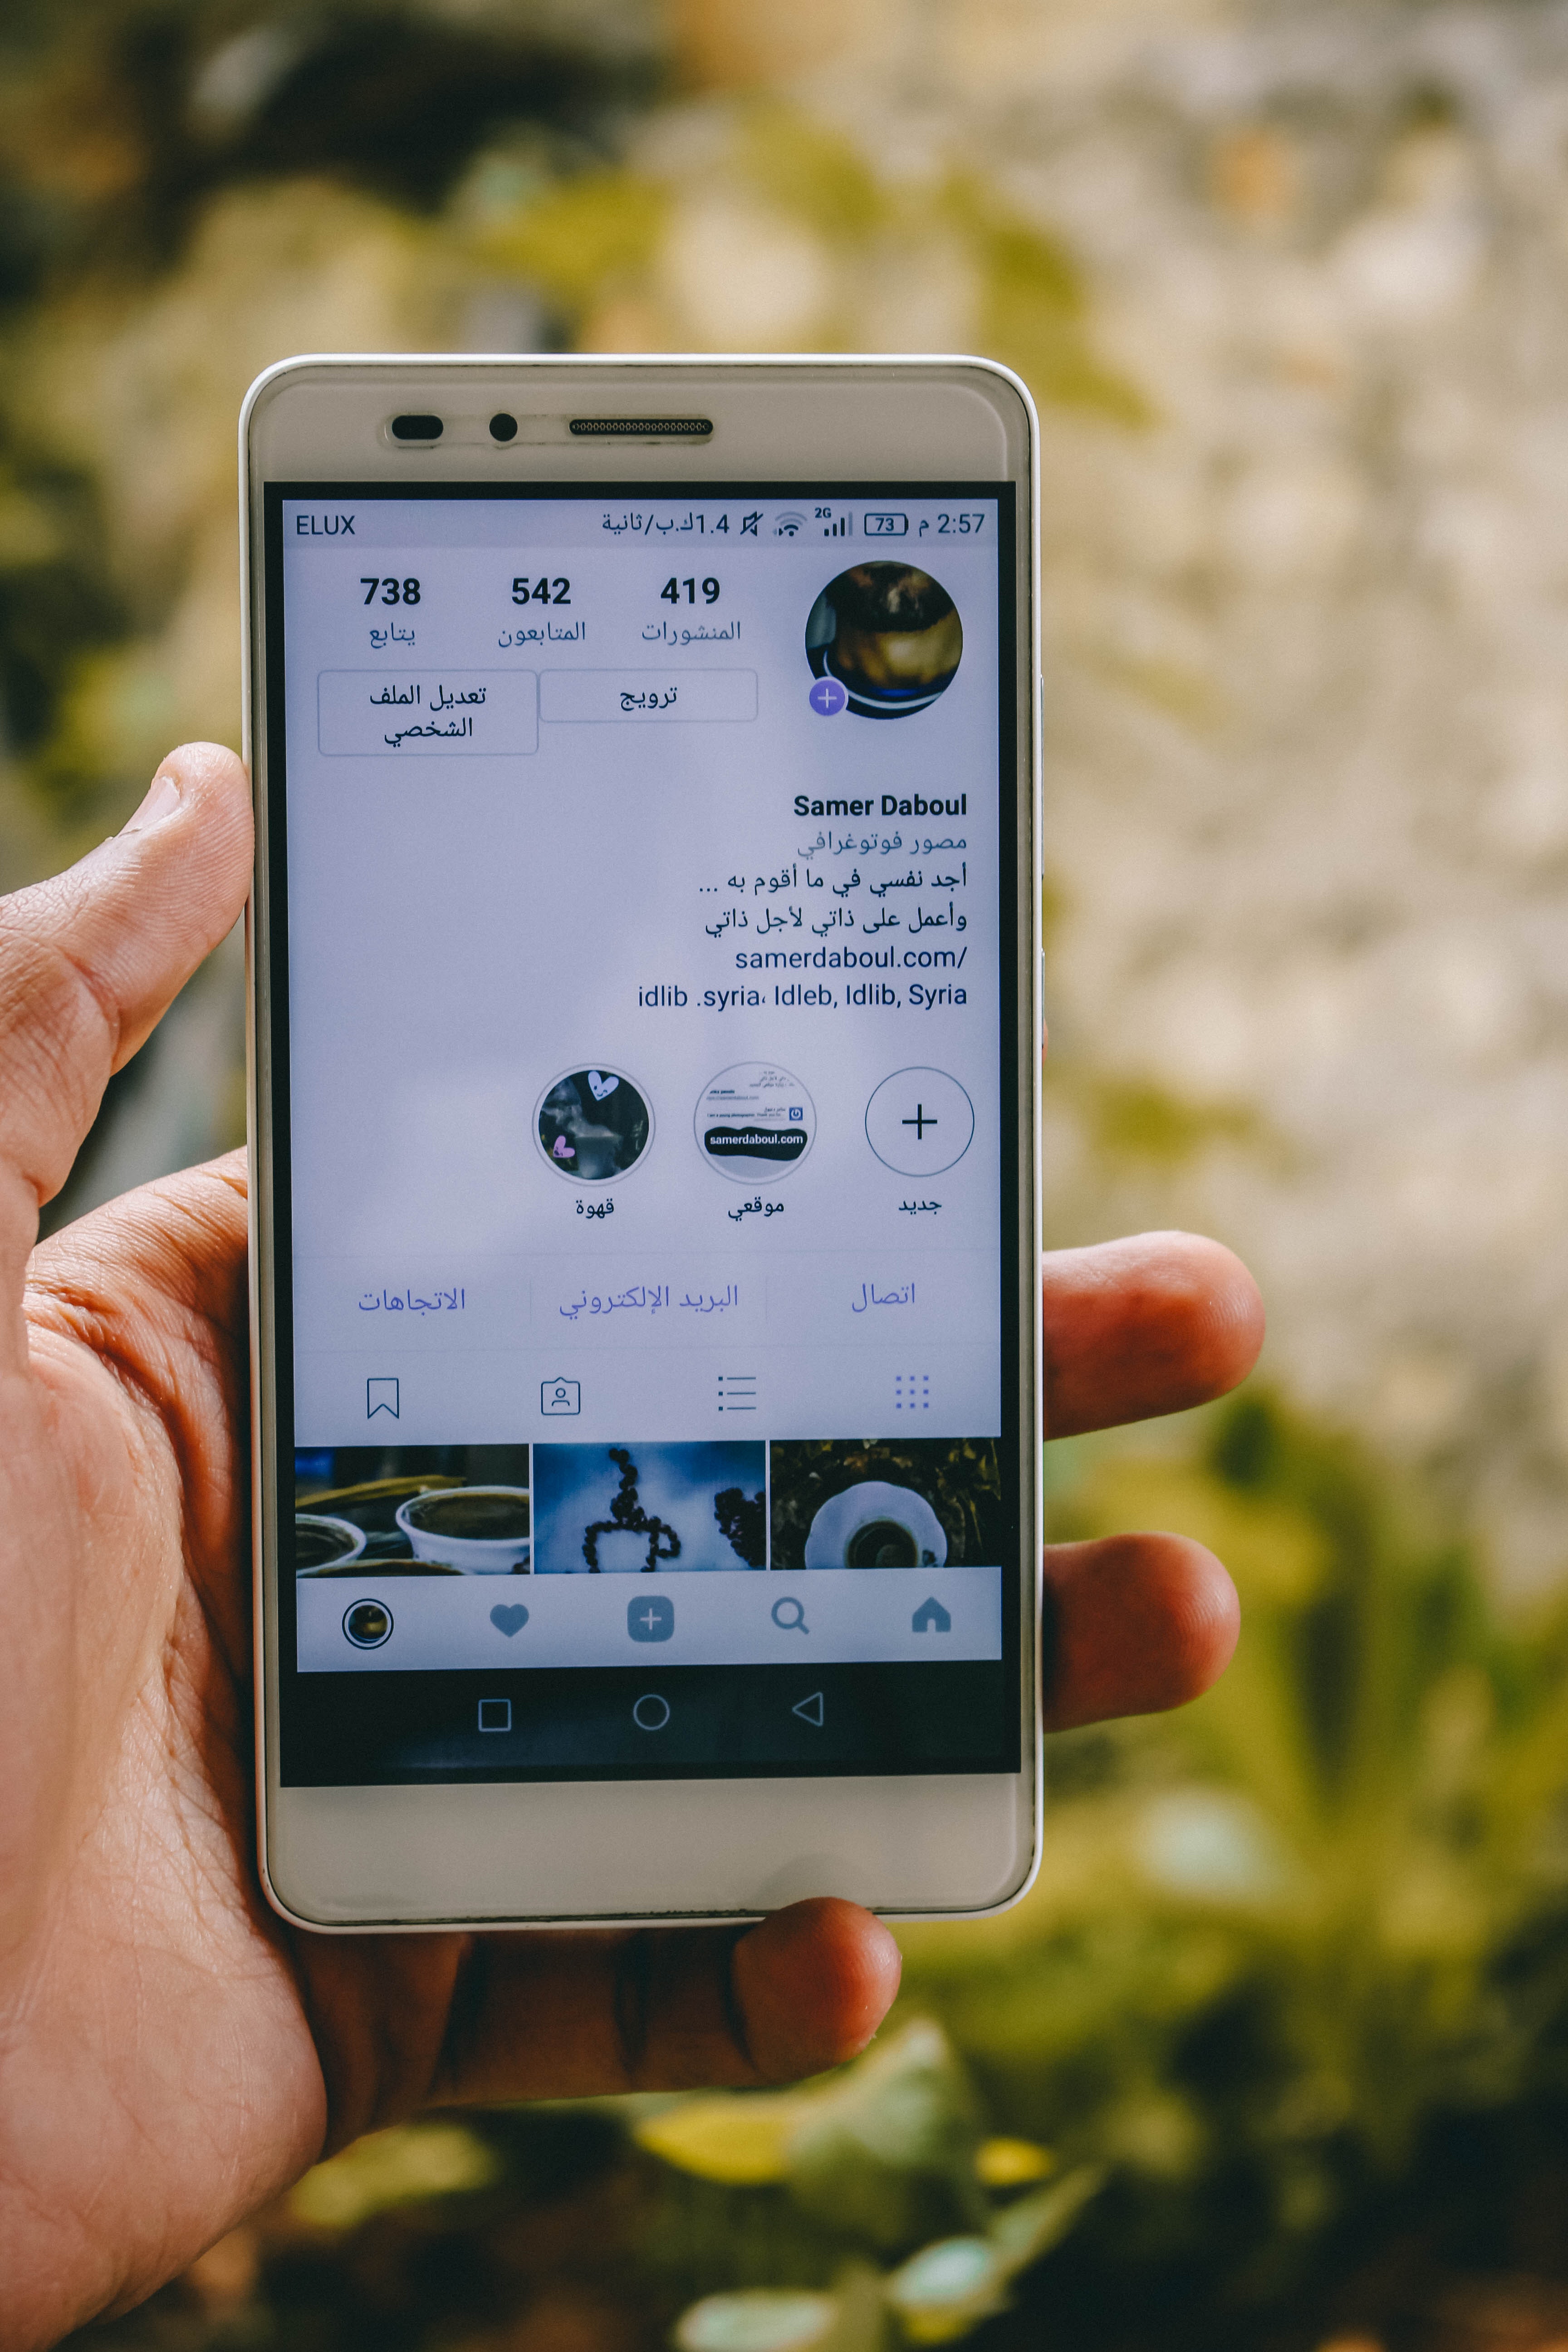 ELUX
1.4ك.ب/ثانية 2G 73 م 2:57
419 542 738
المنشورات المتابعون يتابع
ترويج
تعديل الملف
الشخصي
Samer Daboul
مصور فوتوغرافي
أجد نفسي في ما أقوم به ...
وأعمل على ذاتي لأجل ذاتي
samerdaboul.com/
idlib .syria، Idleb, Idlib, Syria
samerdaboul.com
جديد موقعي قهوة
اتصال البريد الإلكتروني الاتجاهات